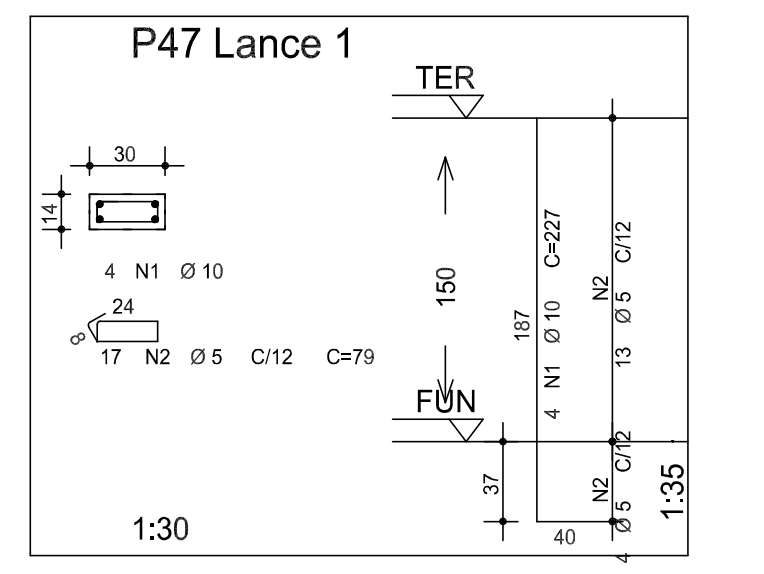 P47 Lance 1
TER
30
14
4 N1 Ø 10
24
8
17 N2 Ø 5 C/12 C=79
150
187
4 N1 Ø 10 C=227
13 Ø 5 C/12
N2
FUN
37
40
4 Ø 5 C/12
N2
1:35
1:30